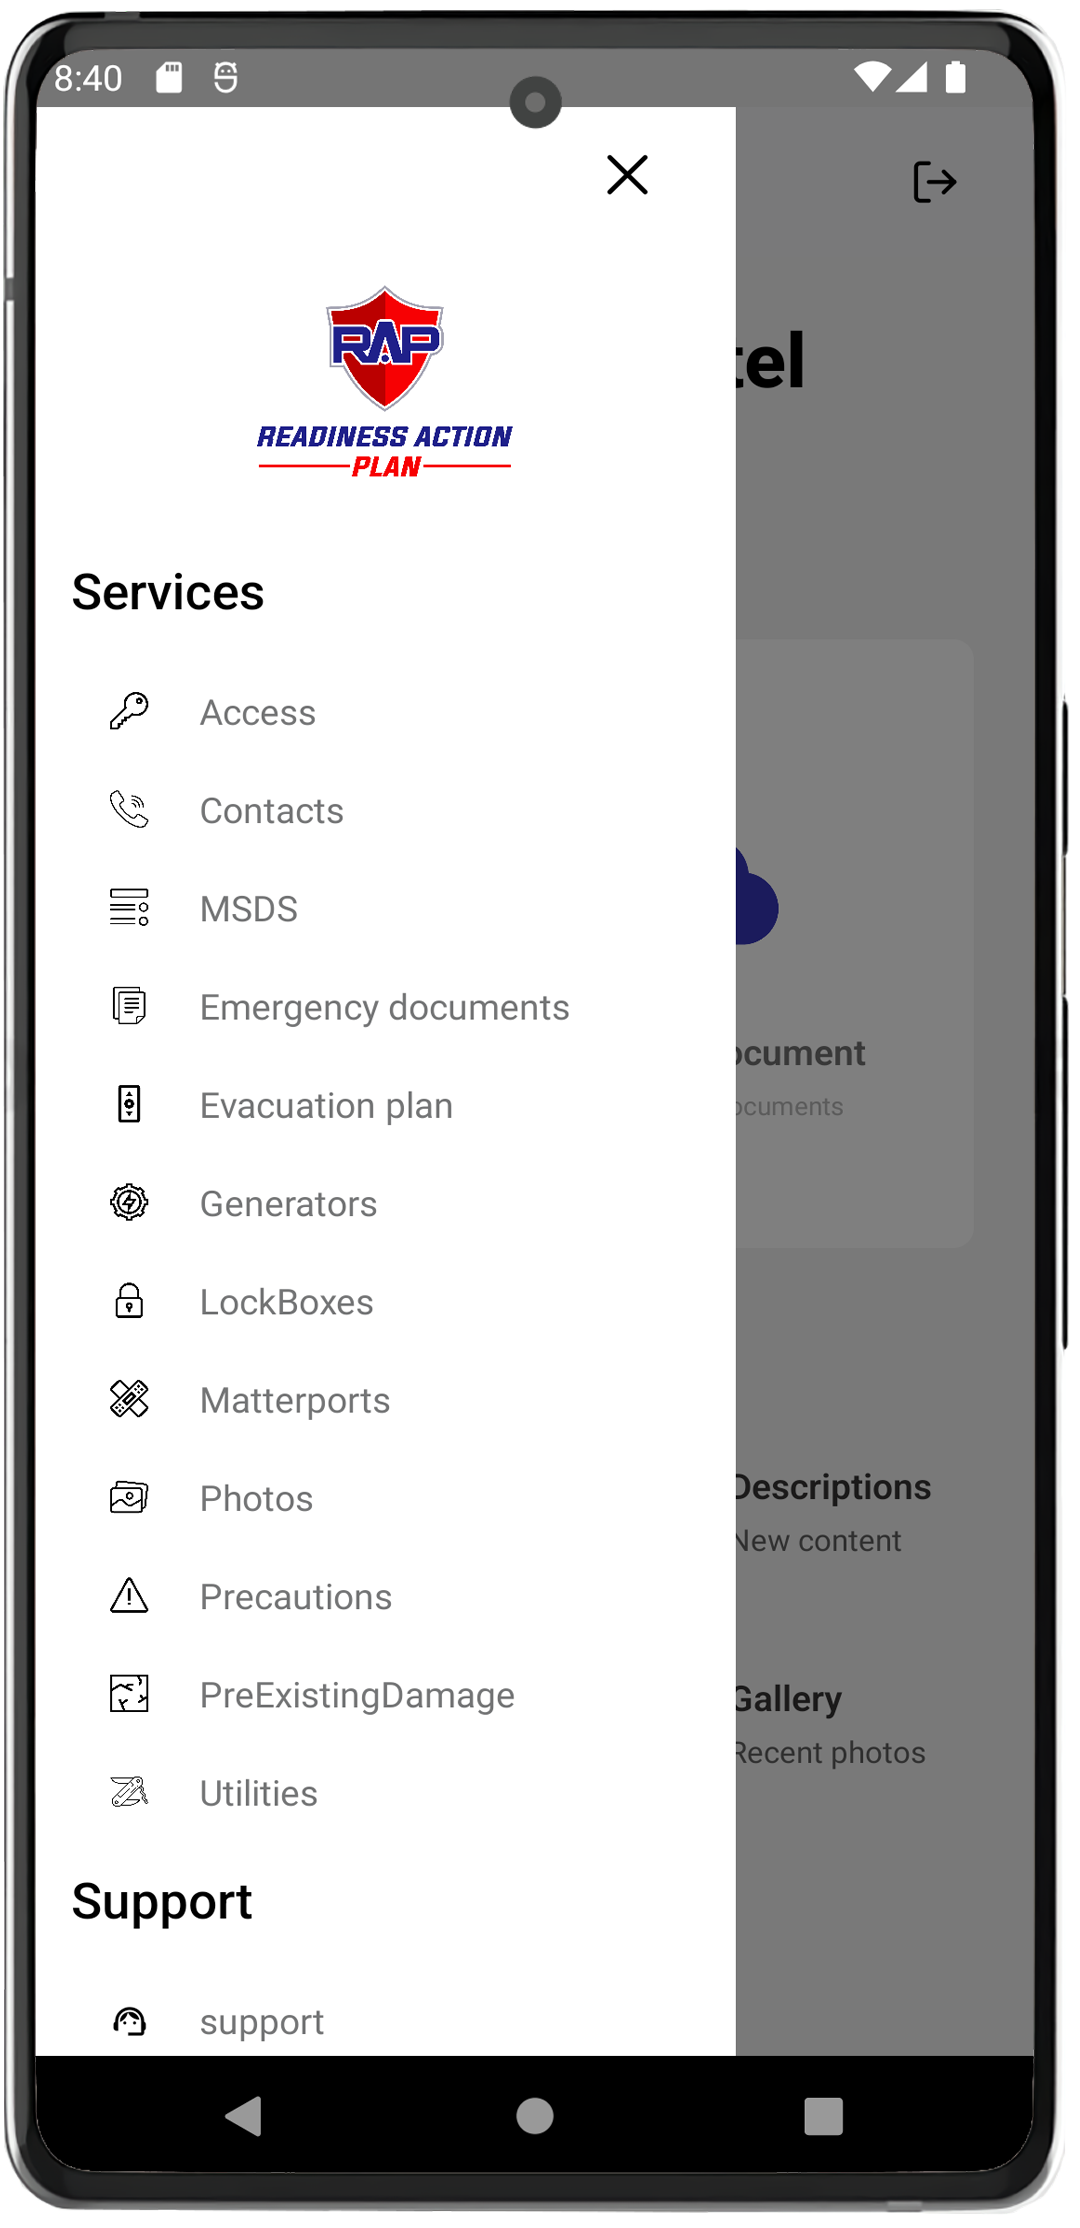 8:40
RAP
READINESS ACTION
PLAN
tel
Services
Access
Contacts
MSDS
Emergency documents
ocument
Evacuation plan
ocuments
Generators
LockBoxes
Matterports
Photos
Descriptions
New content
Precautions
PreExistingDamage
Gallery
Recent photos
Utilities
Support
support